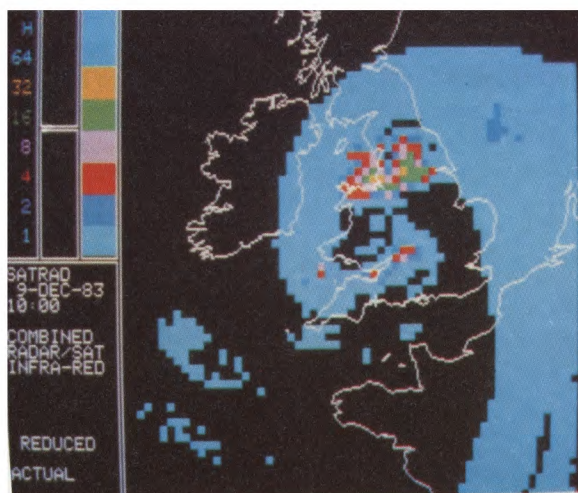 H
64
32
16
8
4
2
1
SATRAD
9-DEC-83
10:00
COMBINED
RADAR/SAT
INFRA-RED
REDUCED
ACTUAL